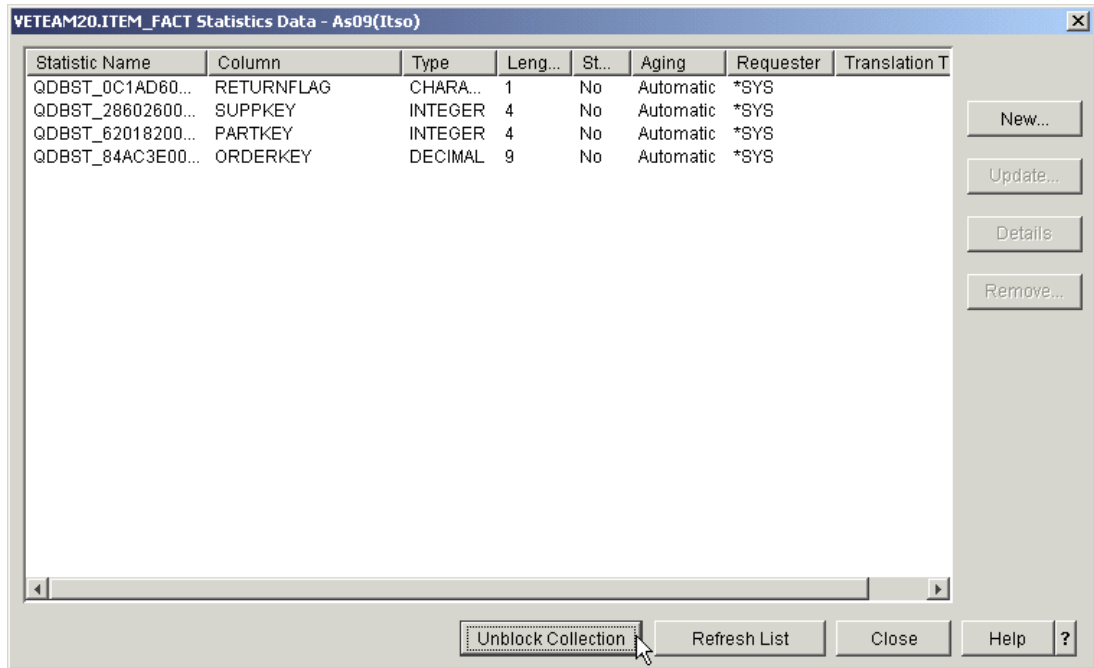 VETEAM20.ITEM_FACT Statistics Data - As09(Itso)
Statistic Name Column Type Leng... St... Aging Requester Translation T
QDBST_0C1AD60... RETURNFLAG CHARA... 1 No Automatic *SYS
QDBST_28602600... SUPPKEY INTEGER 4 No Automatic *SYS
QDBST_62018200... PARTKEY INTEGER 4 No Automatic *SYS
QDBST_84AC3E00... ORDERKEY DECIMAL 9 No Automatic *SYS
New...
Update...
Details
Remove...
Unblock Collection Refresh List Close Help ?